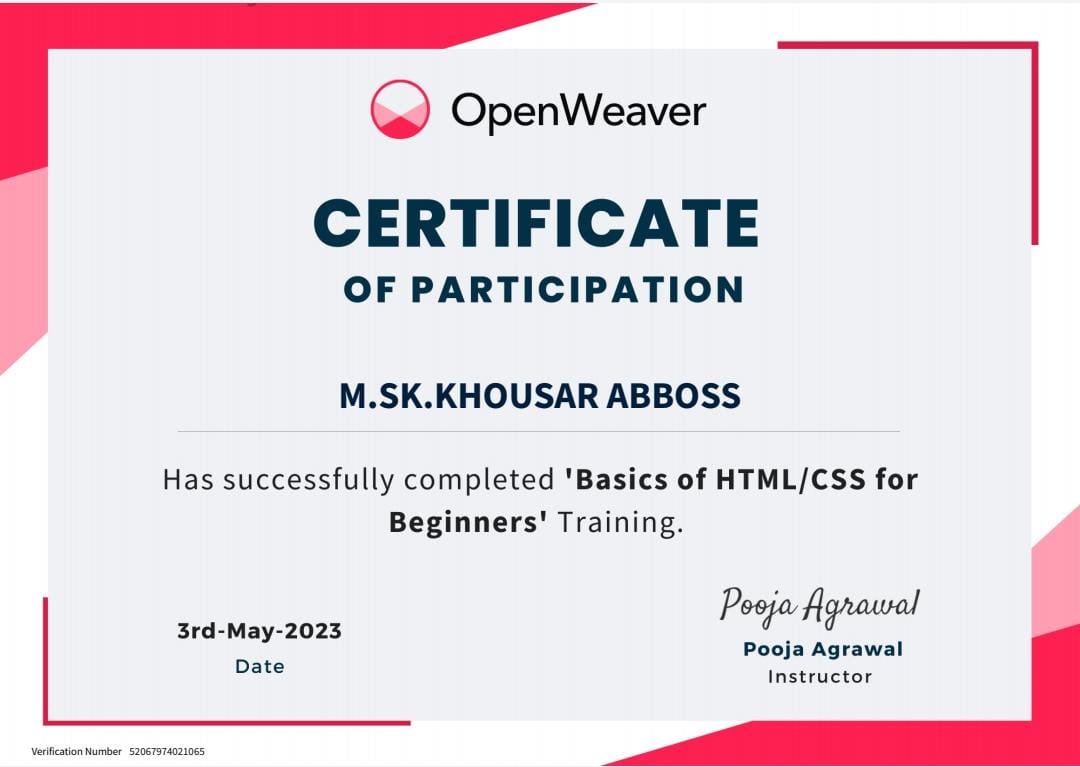 OpenWeaver
CERTIFICATE
OF PARTICIPATION
M.SK.KHOUSAR ABBOSS
Has successfully completed 'Basics of HTML/CSS for
Beginners' Training.
3rd-May-2023
Date
Pooja Agrawal
Pooja Agrawal
Instructor
Verification Number 52067974021065